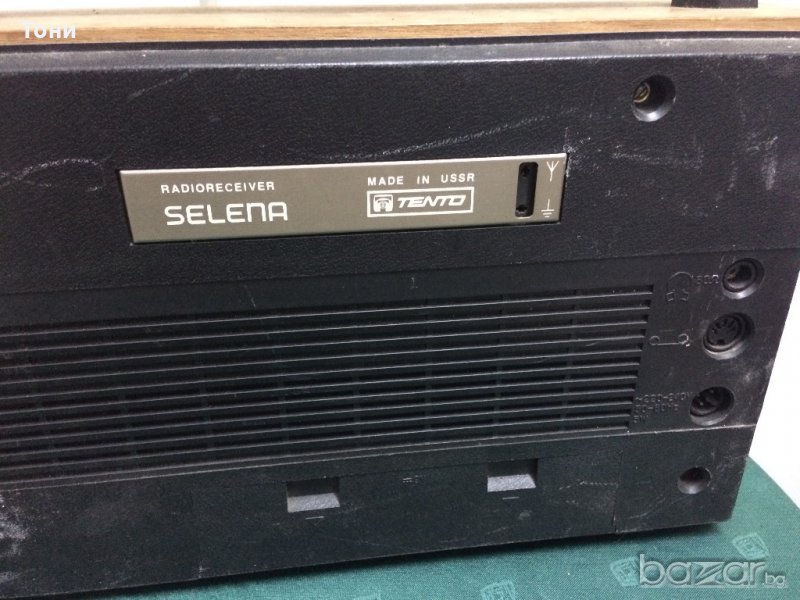 Тони
RADIORECEIVER
SELENA
MADE IN USSR
TENTO
bazar.bg